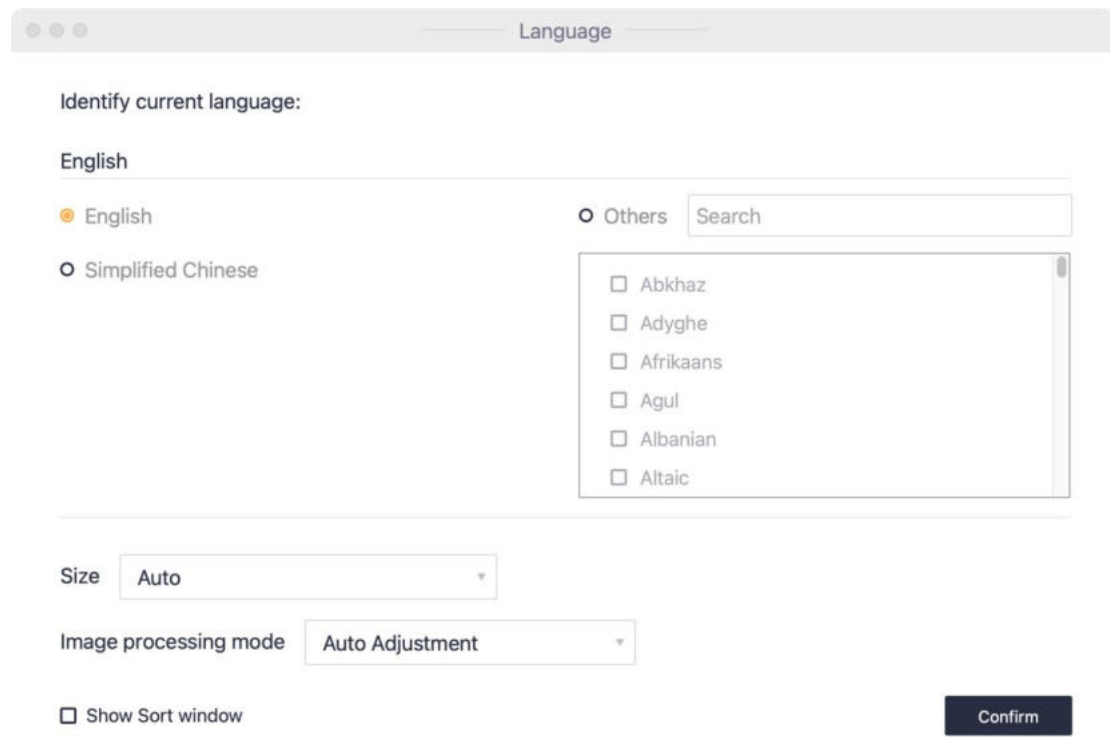 Language
Identify current language:
English
English
Others Search
Simplified Chinese
Abkhaz
Adyghe
Afrikaans
Agul
Albanian
Altaic
Size Auto
Image processing mode Auto Adjustment
Show Sort window Confirm